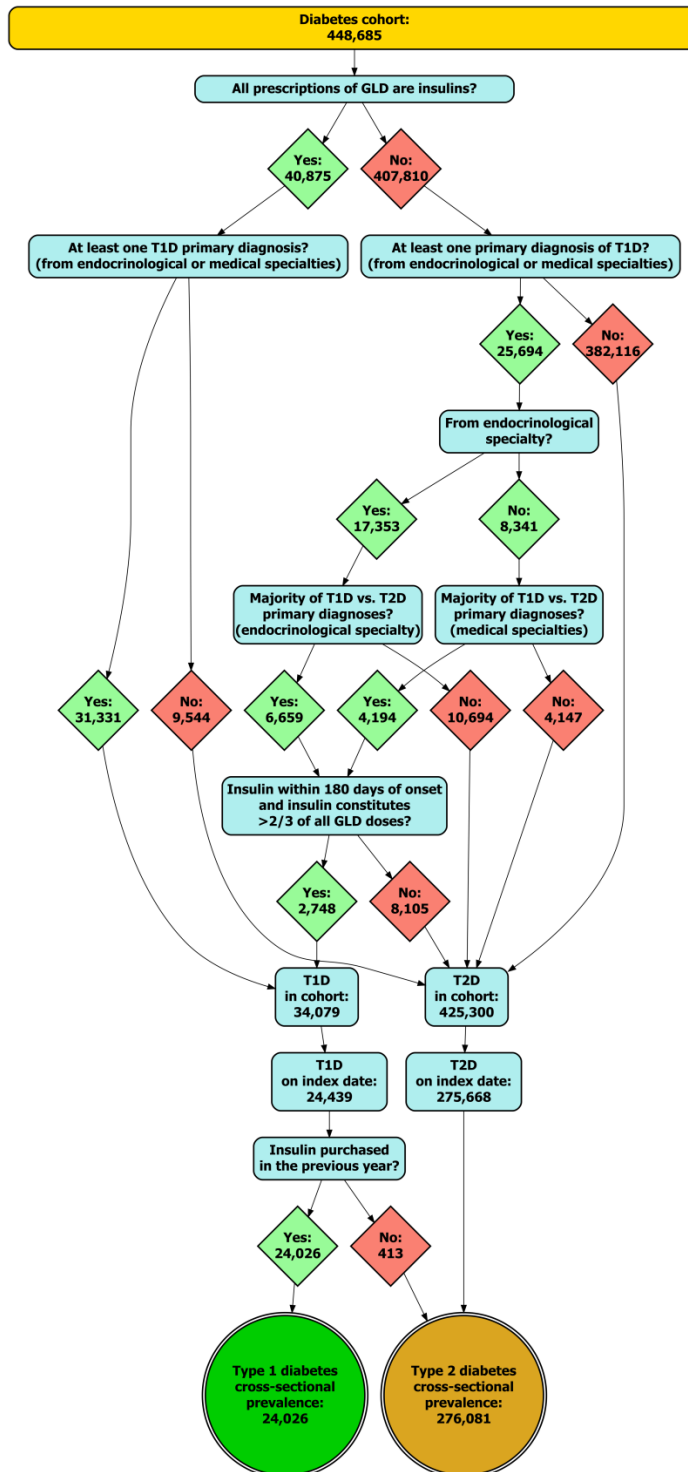 Diabetes cohort:
448,685
All prescriptions of GLD are insulins?
Yes:
40,875
No:
407,810
At least one T1D primary diagnosis?
(from endocrinological or medical specialties)
At least one primary diagnosis of T1D?
(from endocrinological or medical specialties)
Yes:
25,694
No:
382,116
From endocrinological
specialty?
Yes:
17,353
No:
8,341
Majority of T1D vs. T2D
primary diagnoses?
(endocrinological specialty)
Majority of T1D vs. T2D
primary diagnoses?
(medical specialties)
Yes:
31,331
No:
9,544
Yes:
6,659
Yes:
4,194
No:
10,694
No:
4,147
Insulin within 180 days of onset
and insulin constitutes
>2/3 of all GLD doses?
Yes:
2,748
No:
8,105
T1D
in cohort:
34,079
T2D
in cohort:
425,300
T1D
on index date:
24,439
T2D
on index date:
275,668
Insulin purchased
in the previous year?
Yes:
24,026
No:
413
Type 1 diabetes
cross-sectional
prevalence:
24,026
Type 2 diabetes
cross-sectional
prevalence:
276,081